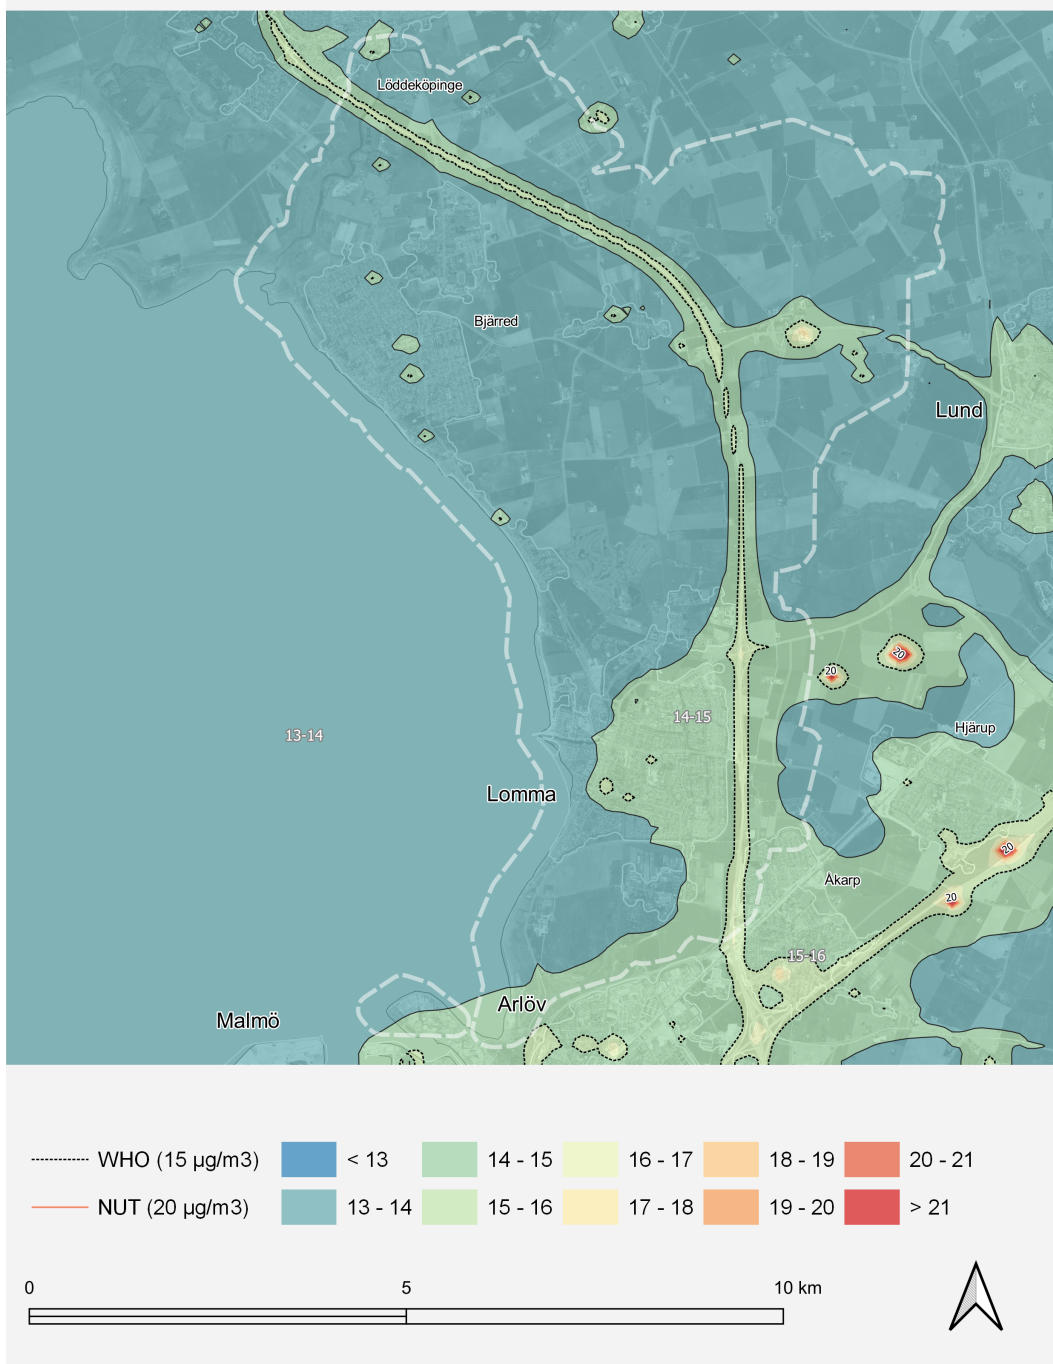 Löddeköpinge
Bjärred
Lund
20
20
14-15
Hjärup
13-14
Lomma
20
Åkarp
20
15-16
Arlöv
Malmö
WHO (15 µg/m3)
< 13
14 - 15
16 - 17
18 - 19
20 - 21
NUT (20 µg/m3)
13 - 14
15 - 16
17 - 18
19 - 20
> 21
0
5
10 km